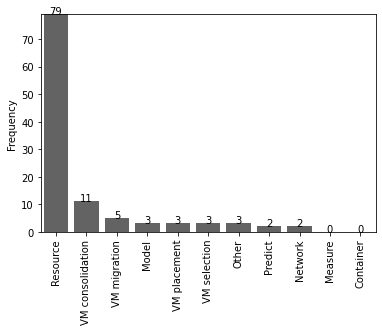 79
70
60
50
40
30
20
10
0
Frequency
11
5
3
3
3
3
2
2
0
0
Resource
VM consolidation
VM migration
Model
VM placement
VM selection
Other
Predict
Network
Measure
Container